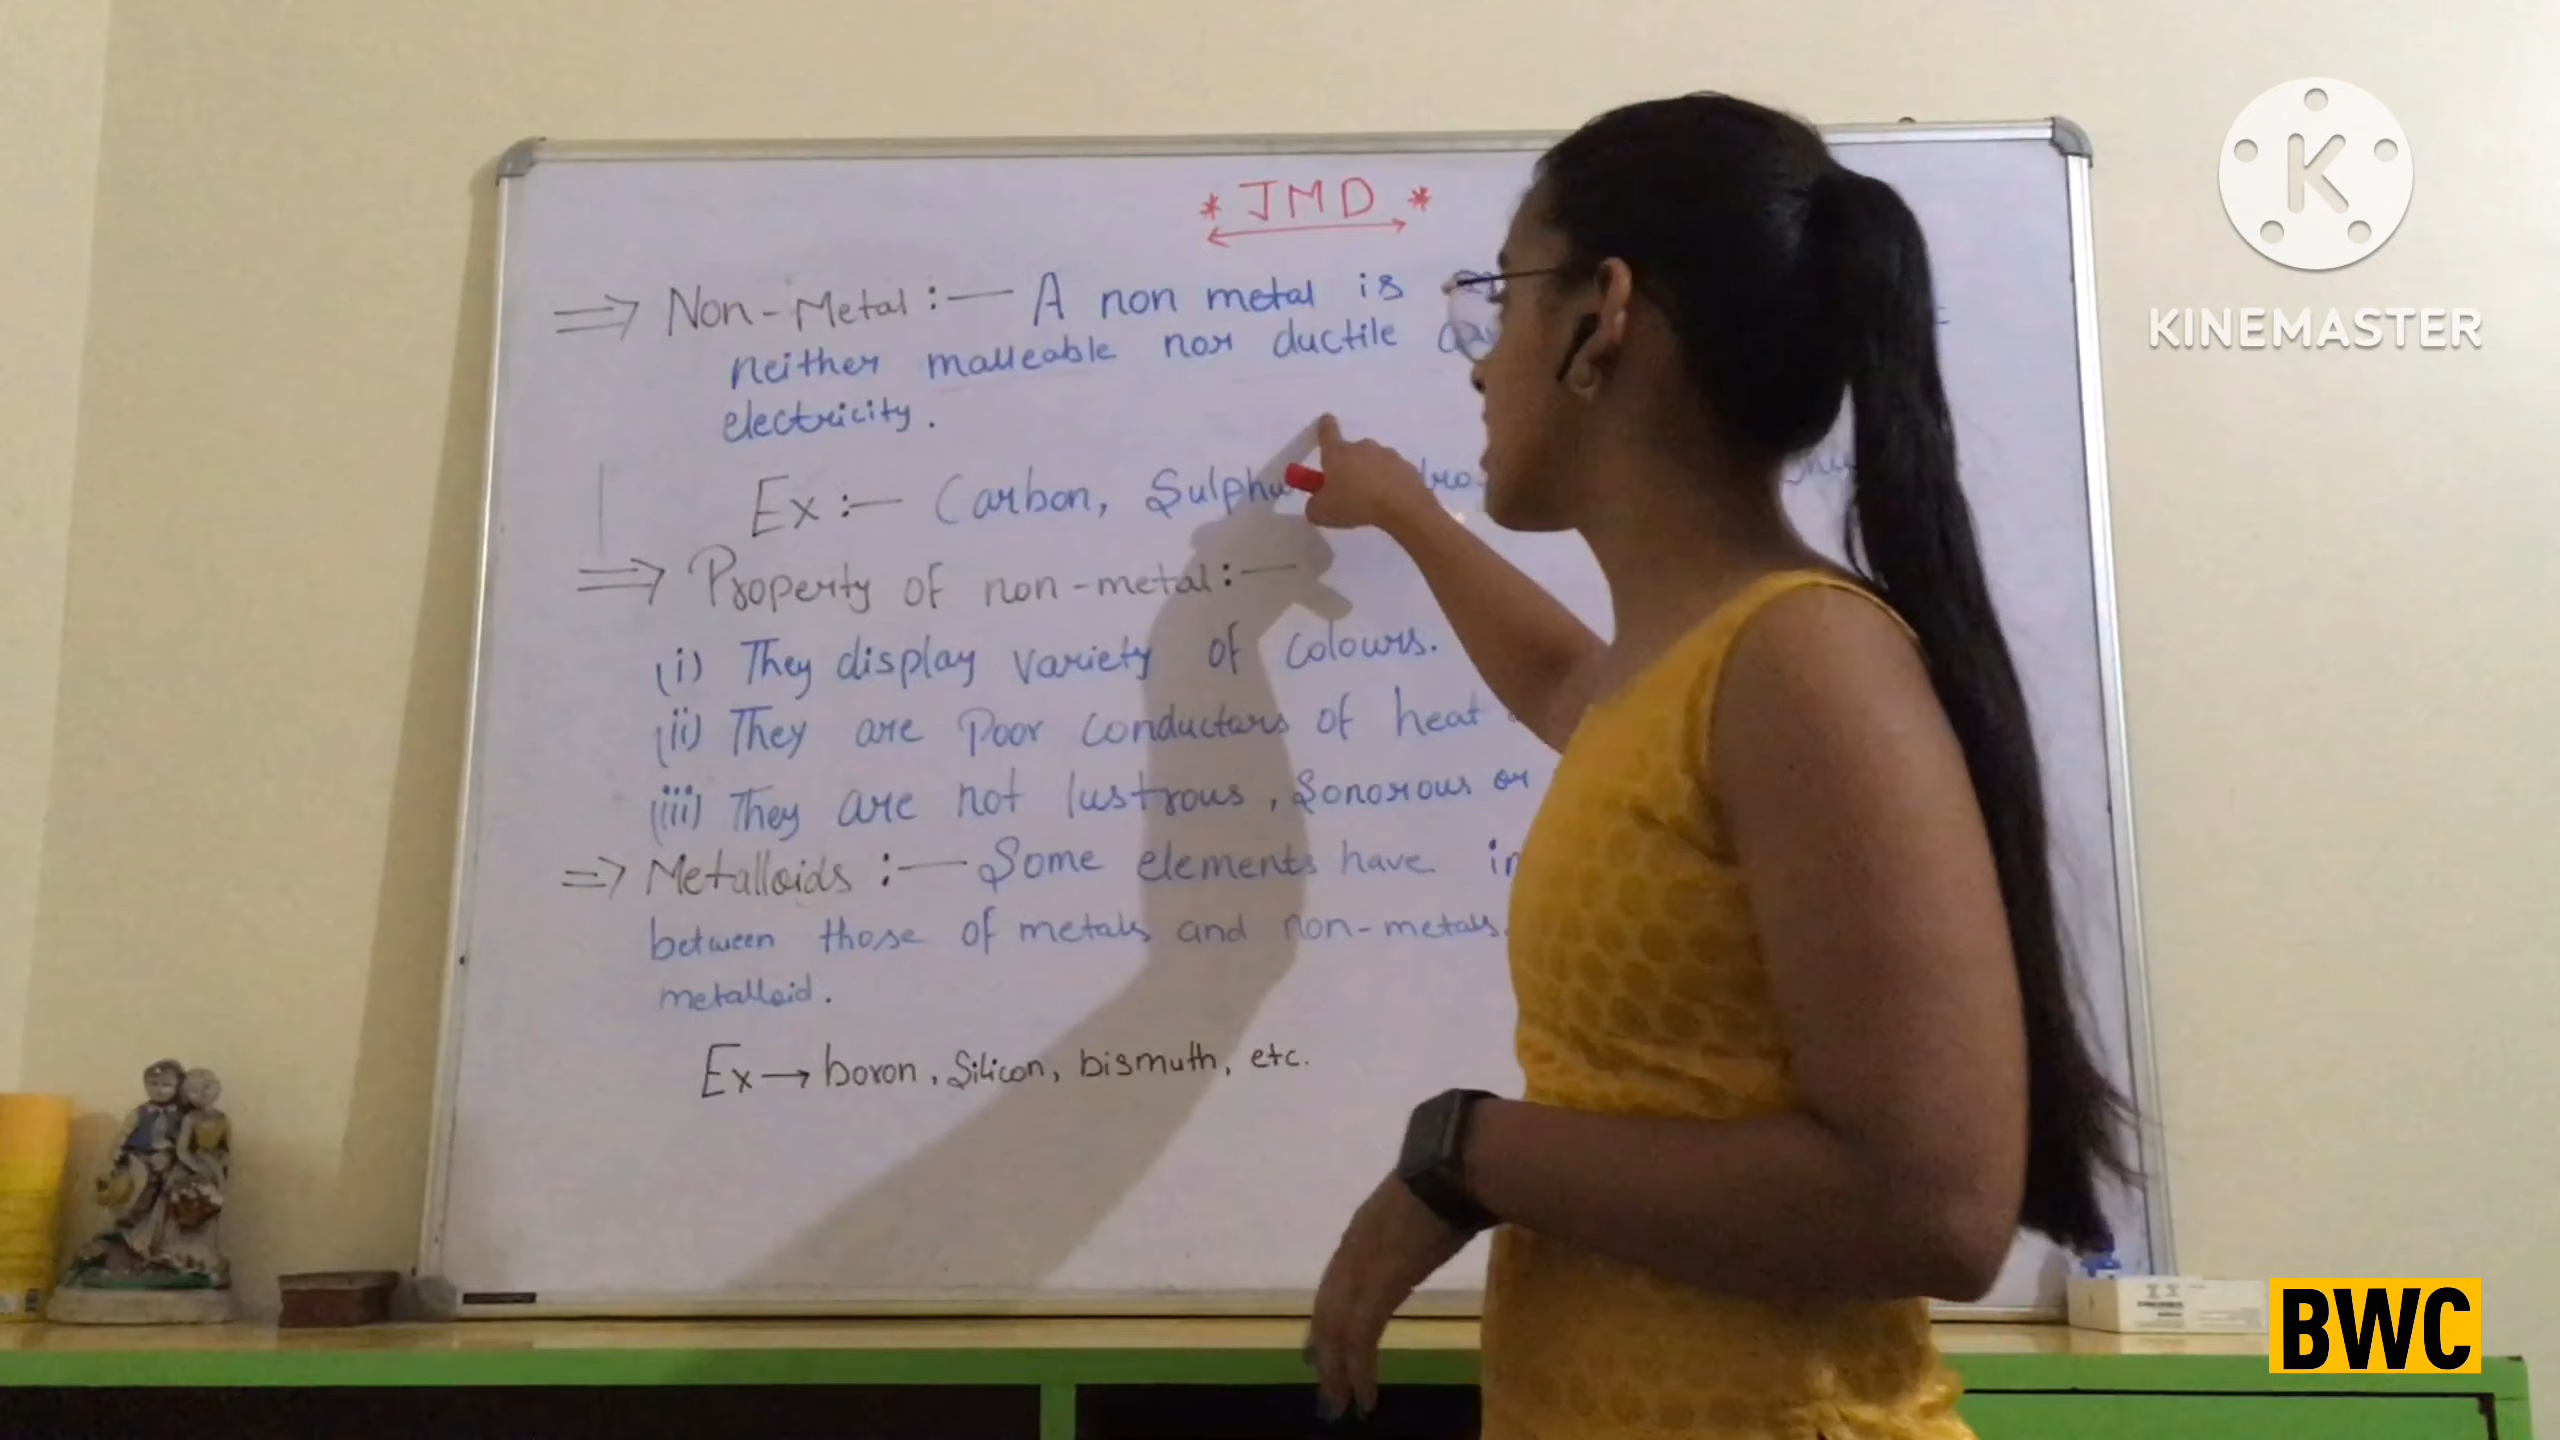 * JMD *
⇒ Non-Metal :— A non metal is
neither malleable nor ductile
electricity.
Ex :— Carbon, Sulphu
⇒ Property of non-metal :—
(i) They display variety of colours.
(ii) They are Poor conductors of heat
(iii) They are not lustrous, Sonorous or
⇒ Metalloids :— Some elements have
between those of metals and non-metals.
metalloid.
Ex → boron, Silicon, bismuth, etc.
K
KINEMASTER
BWC